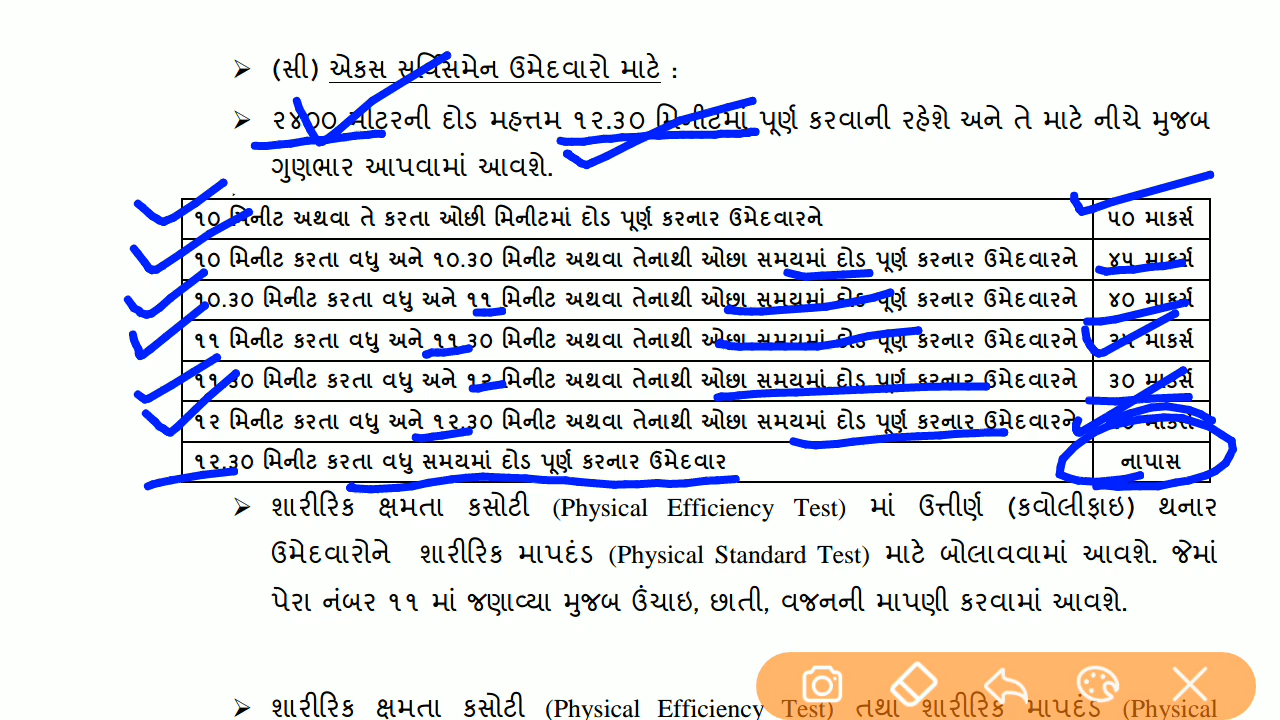 ➢ (સી) એકસ સર્વિસમેન ઉમેદવારો માટે :
➢ ૨૪૦૦ મીટરની દોડ મહત્તમ ૧૨.૩૦ મિનીટમાં પૂર્ણ કરવાની રહેશે અને તે માટે નીચે મુજબ
ગુણભાર આપવામાં આવશે.
૧૦ મિનીટ અથવા તે કરતા ઓછી મિનીટમાં દોડ પૂર્ણ કરનાર ઉમેદવારને ૫૦ માકર્સ
૧૦ મિનીટ કરતા વધુ અને ૧૦.૩૦ મિનીટ અથવા તેનાથી ઓછા સમયમાં દોડ પૂર્ણ કરનાર ઉમેદવારને ૪૫ માકર્સ
૧૦.૩૦ મિનીટ કરતા વધુ અને ૧૧ મિનીટ અથવા તેનાથી ઓછા સમયમાં દોડ પૂર્ણ કરનાર ઉમેદવારને ૪૦ માકર્સ
૧૧ મિનીટ કરતા વધુ અને ૧૧.૩૦ મિનીટ અથવા તેનાથી ઓછા સમયમાં દોડ પૂર્ણ કરનાર ઉમેદવારને ૩૫ માકર્સ
૧૧.૩૦ મિનીટ કરતા વધુ અને ૧૨ મિનીટ અથવા તેનાથી ઓછા સમયમાં દોડ પૂર્ણ કરનાર ઉમેદવારને ૩૦ માકર્સ
૧૨ મિનીટ કરતા વધુ અને ૧૨.૩૦ મિનીટ અથવા તેનાથી ઓછા સમયમાં દોડ પૂર્ણ કરનાર ઉમેદવારને માકર્સ
૧૨.૩૦ મિનીટ કરતા વધુ સમયમાં દોડ પૂર્ણ કરનાર ઉમેદવાર નાપાસ
➢ શારીરિક ક્ષમતા કસોટી (Physical Efficiency Test) માં ઉત્તીર્ણ (કવોલીફાઇ) થનાર
ઉમેદવારોને શારીરિક માપદંડ (Physical Standard Test) માટે બોલાવવામાં આવશે. જેમાં
પેરા નંબર ૧૧ માં જણાવ્યા મુજબ ઉંચાઇ, છાતી, વજનની માપણી કરવામાં આવશે.
➢ શારીરિક ક્ષમતા કસોટી (Physical Efficiency Test) તથા શારીરિક માપદંડ (Physical